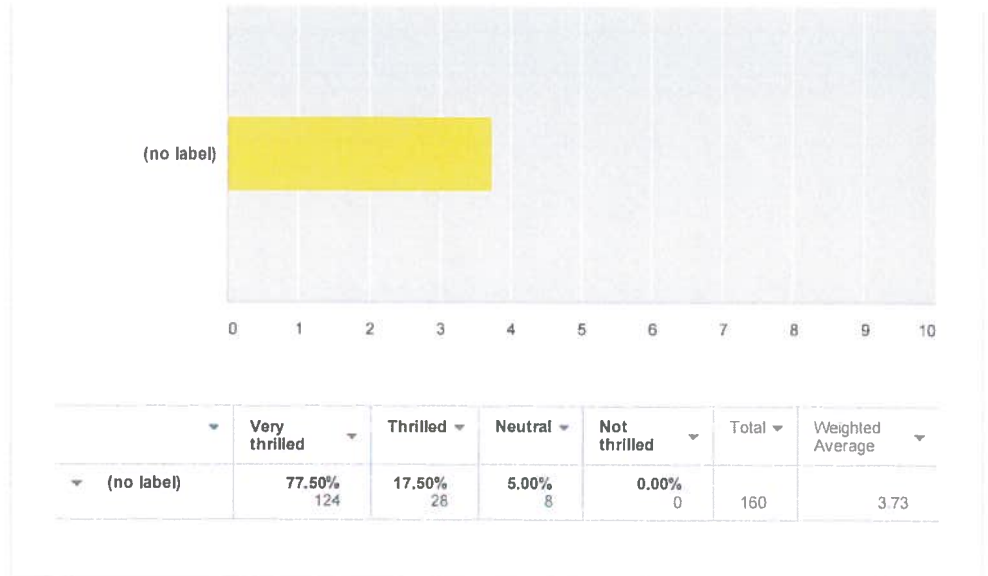 (no label)
0 1 2 3 4 5 6 7 8 9 10
Very thrilled Thrilled Neutral Not thrilled Total Weighted Average
(no label) 77.50% 17.50% 5.00% 0.00%
124 28 8 0 160 3.73